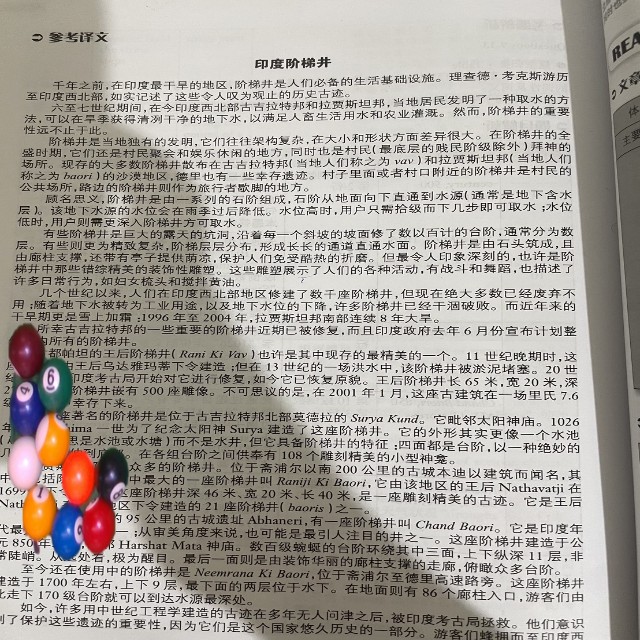 参考译文
印度阶梯井
千年之前,在印度最干旱的地区,阶梯井是人们必备的生活基础设施。理查德·考克斯游历
至印度西北部,如实记述了这些令人叹为观止的历史古迹。
六至七世纪期间,在今印度西北部古吉拉特邦和拉贾斯坦邦,当地居民发明了一种取水的方
法,可以在旱季获得清冽干净的地下水,以满足人畜生活用水和农业灌溉。然而,阶梯井的重要
性远不止于此。
阶梯井是当地独有的发明,它们往往架构复杂,在大小和形状方面差异很大。在阶梯井的全
盛时期,它们还是村民聚会和娱乐休闲的地方,同时也是村民(最底层的贱民阶级除外)拜神的
场所。现存的大多数阶梯井散布在古吉拉特邦(当地人们称之为 vav)和拉贾斯坦邦(当地人们
称之为 baori)的沙漠地区,德里也有一些幸存遗迹。村子里面或者村口附近的阶梯井是村民的
公共场所,路边的阶梯井则作为旅行者歇脚的地方。
顾名思义,阶梯井是由一系列的石阶组成,石阶从地面向下直通到水源(通常是地下含水
层)。该地下水源的水位会在雨季过后降低。水位高时,用户只需拾级而下几步即可取水;水位
低时,用户则需更深入阶梯井方可取水。
有些阶梯井是巨大的露天的坑洞,沿着每一个斜坡的坡面修了数以百计的台阶,通常分为数
层。有些则更为精致复杂,阶梯层层分布,形成长长的通道直通水面。阶梯井是由石头筑成,且
由廊柱支撑,还带有亭子提供荫凉,保护人们免受酷热的折磨。但最令人印象深刻的,也许是阶
梯井中那些错综精美的装饰性雕塑。这些雕塑展示了人们的各种活动,有战斗和舞蹈,也描述了
许多日常行为,如妇女梳头和搅拌黄油。
几个世纪以来,人们在印度西北部地区修建了数千座阶梯井,但现在绝大多数已经废弃不
用;随着地下水被转为工业用途,以及地下水位的下降,许多阶梯井已经干涸破败。而近年来的
干旱更是雪上加霜:1996 年至 2004 年,拉贾斯坦邦南部连续 8 年大旱。
所幸古吉拉特邦的一些重要的阶梯井近期已被修复,而且印度政府去年 6 月份宣布计划整
由所有的阶梯井。
都帕坦的王后阶梯井(Rani Ki Vav)也许是其中现存的最精美的一个。11 世纪晚期时,这
由王后乌达雅玛蒂下令建造;但在 13 世纪的一场洪水中,该阶梯井被淤泥堵塞。20 世
印度考古局开始对它进行修复,如今它已恢复原貌。王后阶梯井长 65 米,宽 20 米,深
阶梯井嵌有 500 座雕像。不可思议的是,在 2001 年 1 月,这座古建筑在一场里氏 7.6
幸存下来。
座著名的阶梯井是位于古吉拉特邦北部莫德拉的 Surya Kund。它毗邻太阳神庙。1026
hima 一世为了纪念太阳神 Surya 建造了这座阶梯井。它的外形其实更像一个水池
思是水池或水塘)而不是水井,但它具备阶梯井的特征;四面都是台阶,以一种绝妙的
到底部。在各组台阶之间供奉有 108 个雕刻精美的小型神龛。
众多的阶梯井。位于斋浦尔以南 200 公里的古城本迪以建筑而闻名,其
中最大的一座阶梯井叫 Raniji Ki Baori,它由该地区的王后 Nathavatji 在
1699 座阶梯井深 46 米、宽 20 米、长 40 米,是一座雕刻精美的古迹。它是王后
Nath 地区下令建造的 21 座阶梯井(baoris)之一。
的 95 公里的古城遗址 Abhaneri,有一座阶梯井叫 Chand Baori。它是印度年
代最 ;从审美角度来说,也可能是最引人注目的井之一。这座阶梯井建造于公
元 850 年 邻 Harshat Mata 神庙。数百级蜿蜒的台阶环绕其中三面,上下纵深 11 层,非
常陡峭。从远处看,极为醒目。最后一面则是由装饰华丽的廊柱支撑的走廊,俯瞰众多台阶。
至今还在使用中的阶梯井是 Neemrana Ki Baori,位于斋浦尔至德里高速路旁。这座阶梯井
建造于 1700 年左右,上下 9 层,最下面的两层位于水下。在地面则有 86 个廊柱入口,游客们由
此走下 170 级台阶就可以到达水源最深处。
如今,许多用中世纪工程学建造的古迹在多年无人问津之后,被印度考古局拯救。他们意识
到了保护这些遗迹的重要性,因为它们是这个国家悠久历史的一部分。游客们蜂拥而至印度西
REA
文章
体
主要